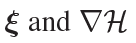 𝝃 and ∇ℋ